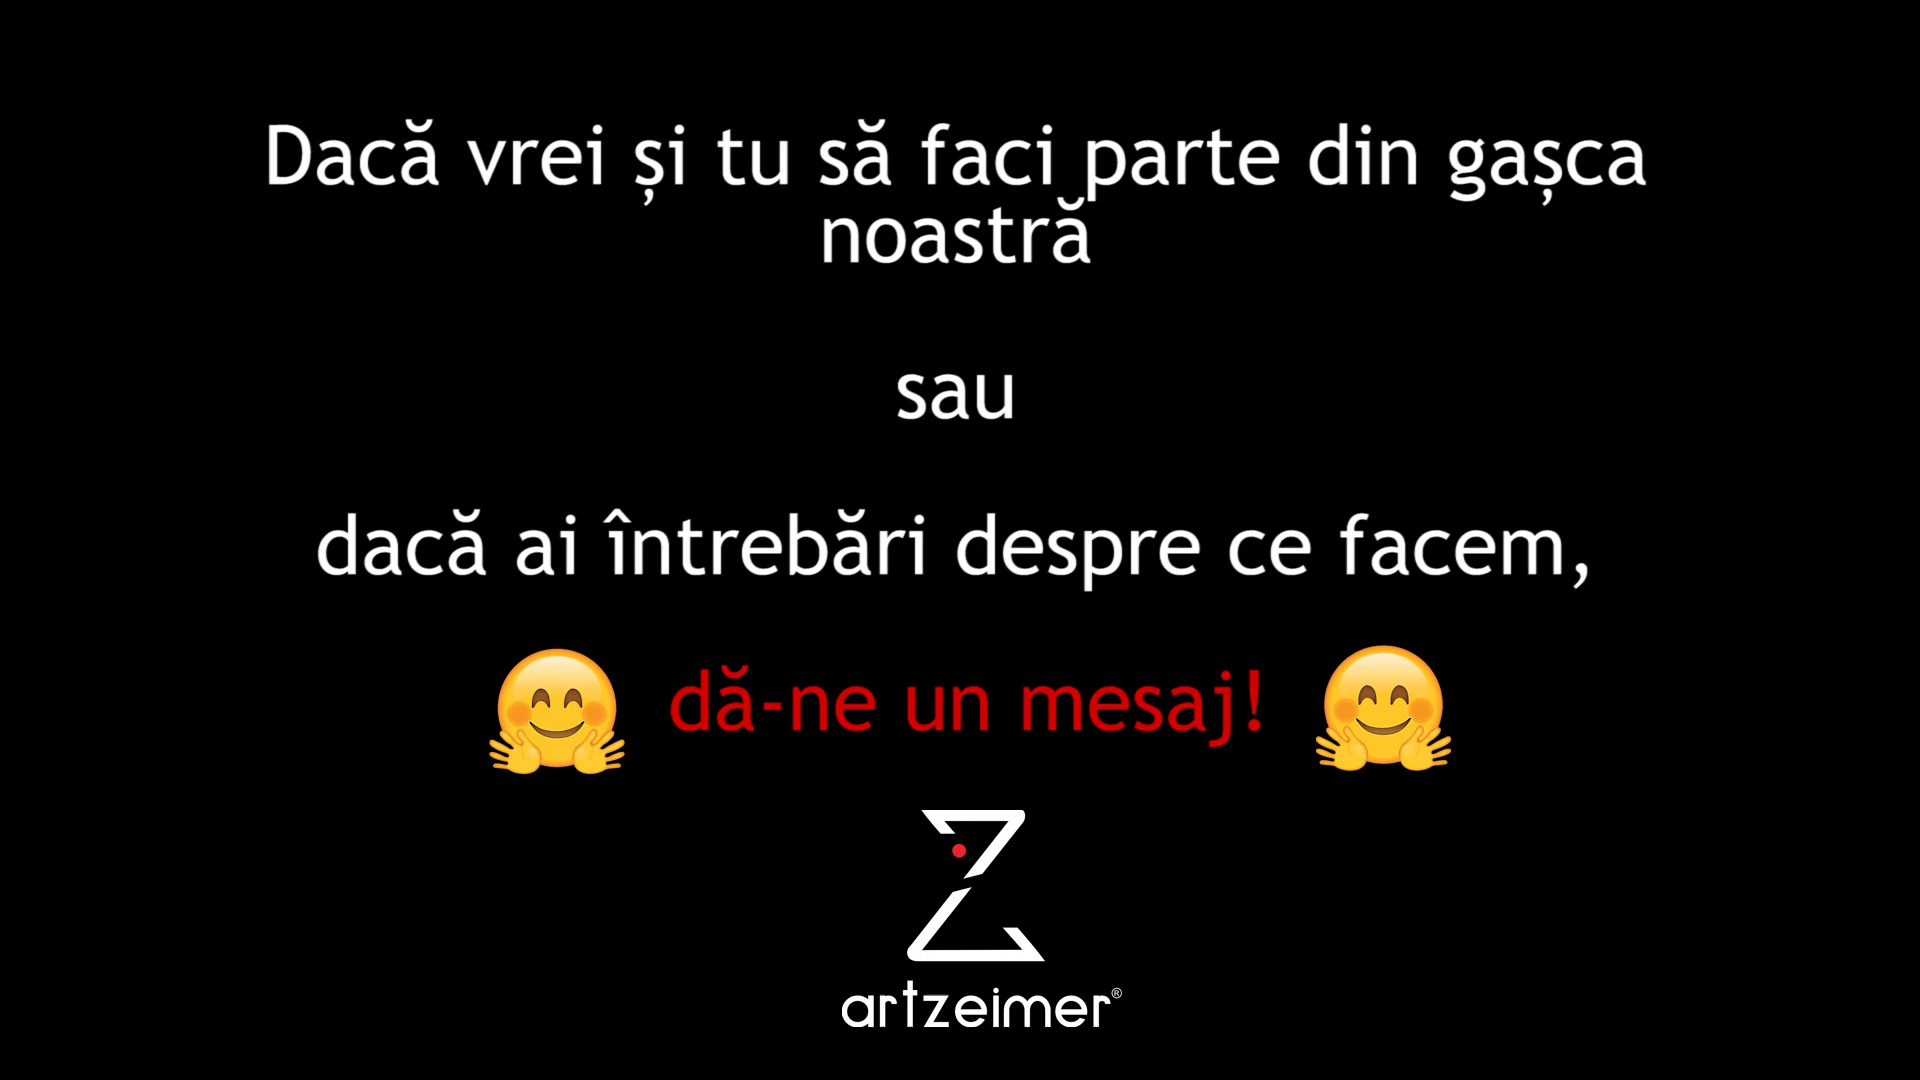 Dacă vrei și tu să faci parte din gașca
noastră
sau
dacă ai întrebări despre ce facem,
dă-ne un mesaj!
artzeimer®